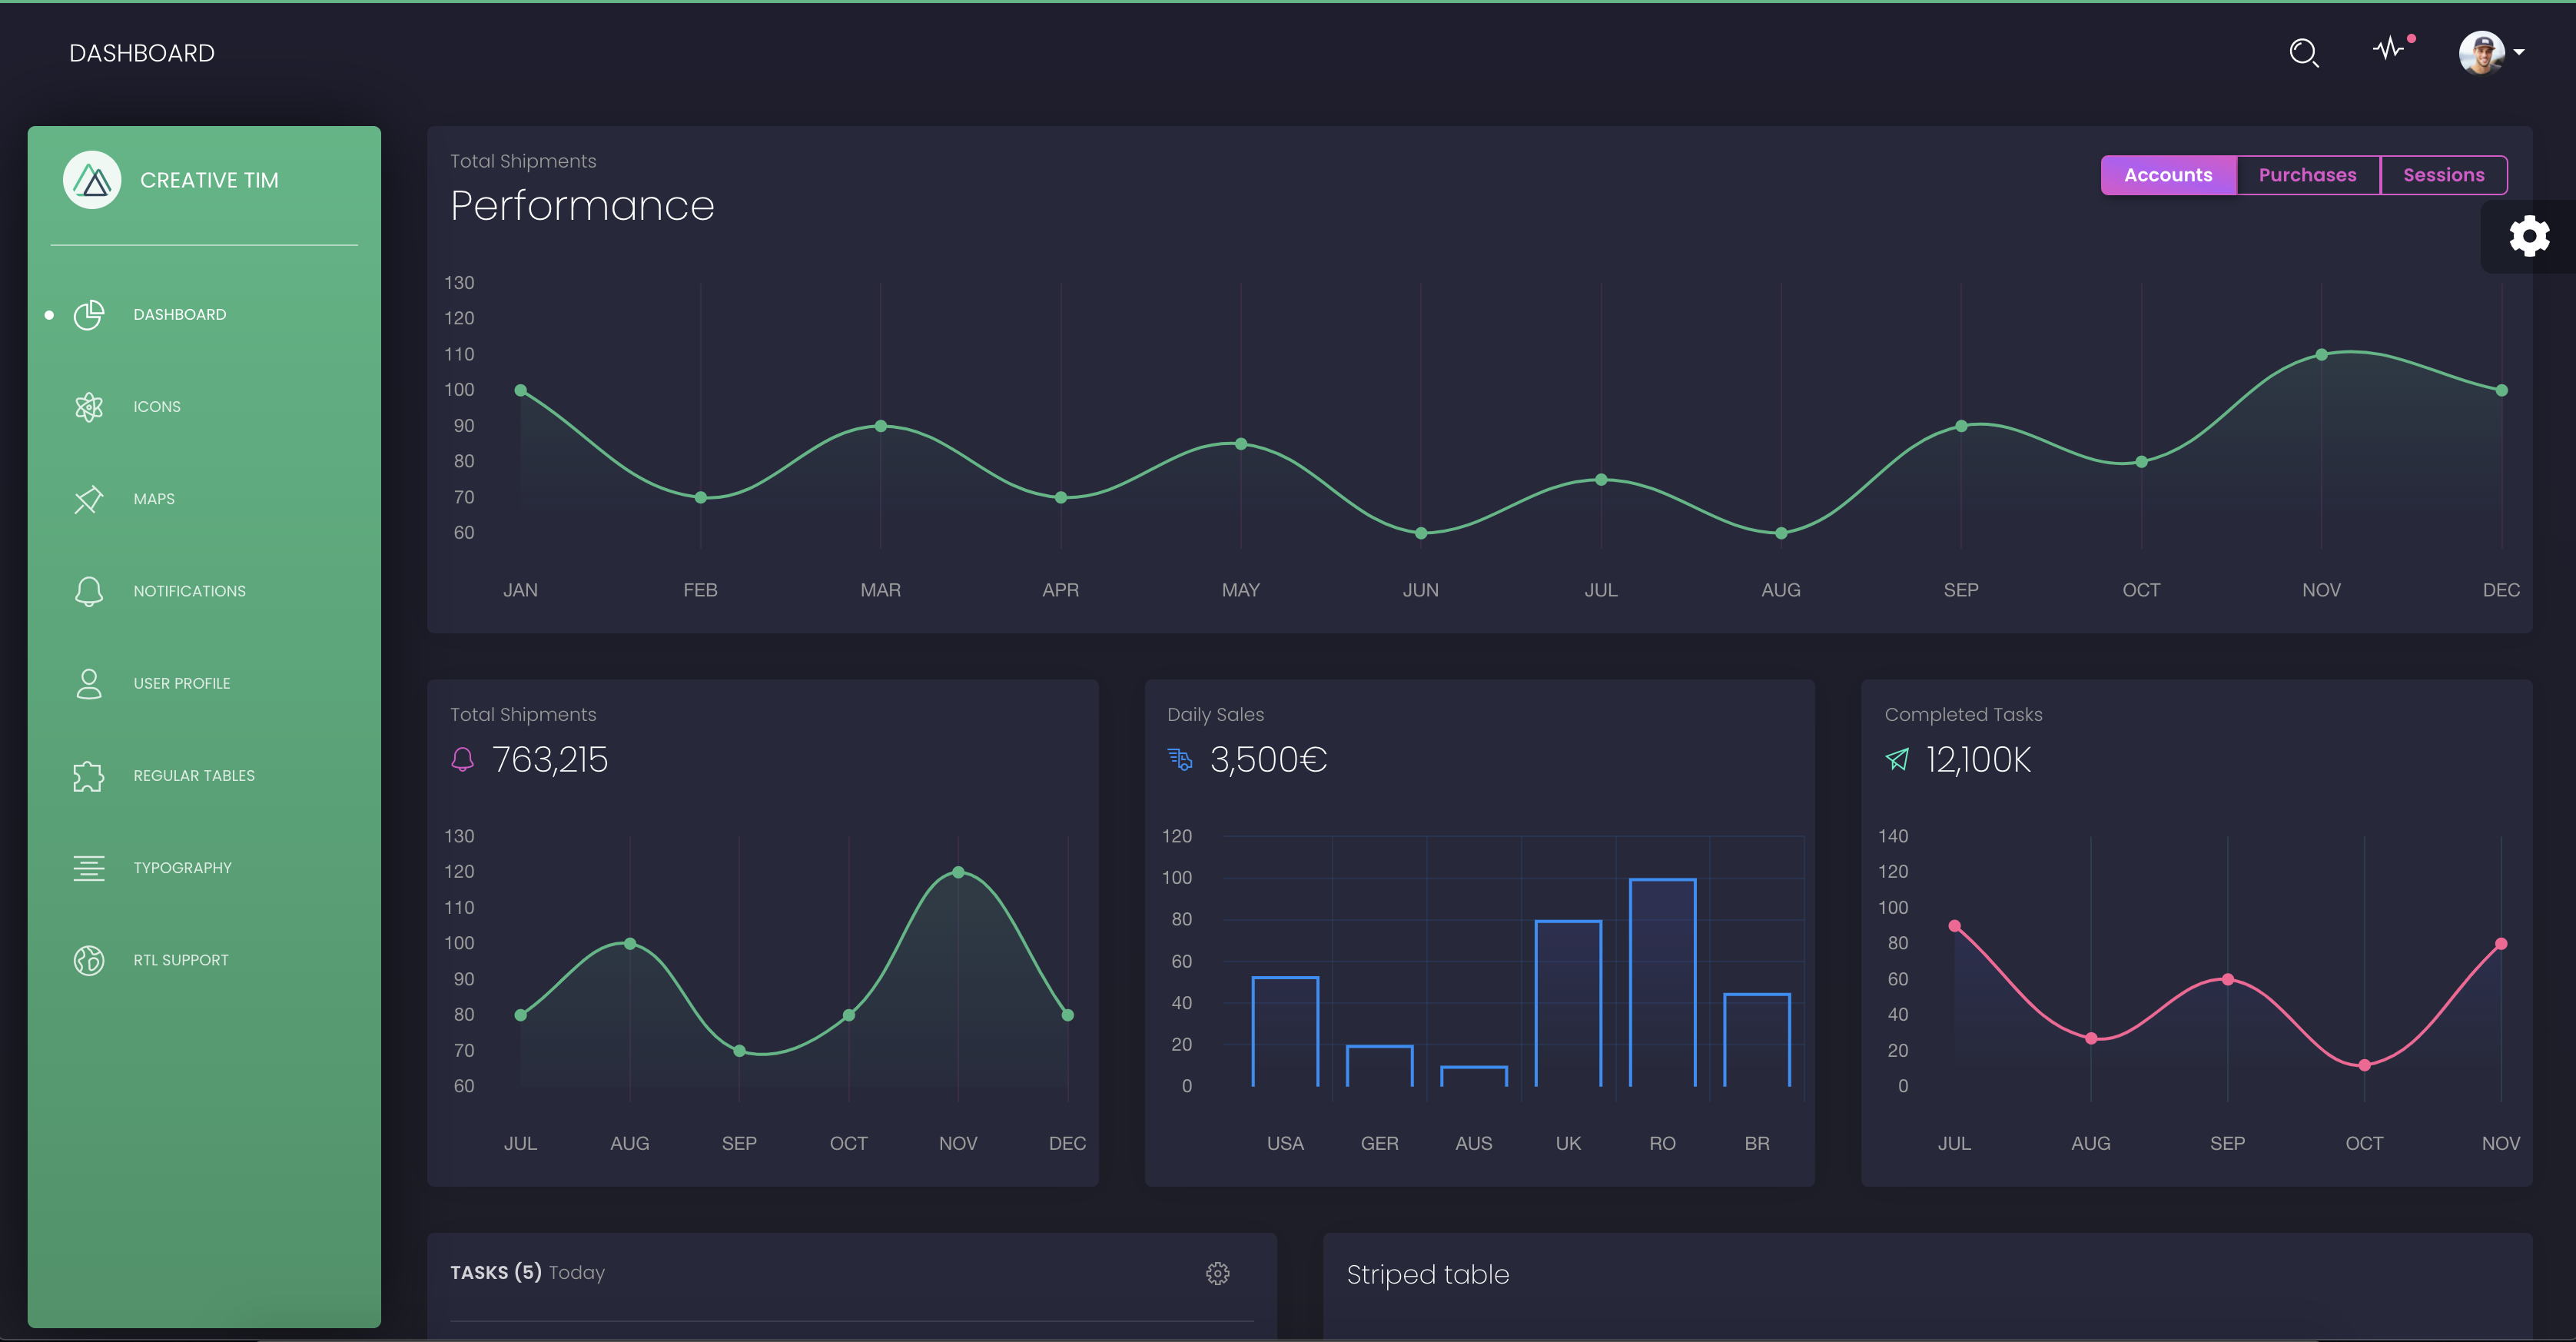 DASHBOARD
CREATIVE TIM
DASHBOARD
ICONS
MAPS
NOTIFICATIONS
USER PROFILE
REGULAR TABLES
TYPOGRAPHY
RTL SUPPORT
Total Shipments
Performance
Accounts Purchases Sessions
130
120
110
100
90
80
70
60
JAN FEB MAR APR MAY JUN JUL AUG SEP OCT NOV DEC
Total Shipments
763,215
130
120
110
100
90
80
70
60
JUL AUG SEP OCT NOV DEC
Daily Sales
3,500€
120
100
80
60
40
20
0
USA GER AUS UK RO BR
Completed Tasks
12,100K
140
120
100
80
60
40
20
0
JUL AUG SEP OCT NOV
TASKS (5) Today
Striped table